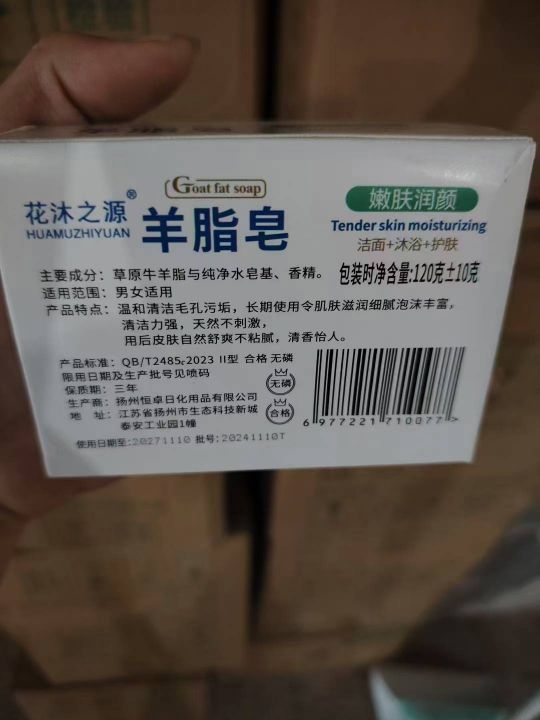 Goat fat soap
花沐之源®
HUAMUZHIYUAN
羊脂皂
嫩肤润颜
Tender skin moisturizing
洁面+沐浴+护肤
主要成分：草原牛羊脂与纯净水皂基、香精。
包装时净含量:120克±10克
适用范围：男女适用
产品特点：温和清洁毛孔污垢，长期使用令肌肤滋润细腻泡沫丰富，
清洁力强，天然不刺激，
用后皮肤自然舒爽不粘腻，清香怡人。
产品标准：QB/T2485-2023 II型 合格 无磷
限用日期及生产批号见喷码
保质期：三年
生产商：扬州恒卓日化用品有限公司
地 址：江苏省扬州市生态科技新城
泰安工业园1幢
无磷
合格
6 977221 710077 >
使用日期至:20271110 批号:20241110T